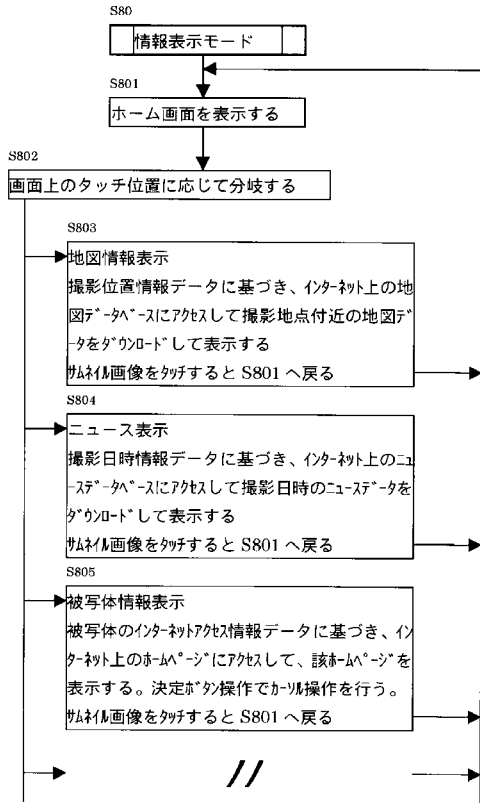 S80
情報表示モード
S801
ホーム画面を表示する
S802
画面上のタッチ位置に応じて分岐する
S803
地図情報表示
撮影位置情報データに基づき、インターネット上の地
図データベースにアクセスして撮影地点付近の地図デ
ータをダウンロードして表示する
サムネイル画像をタッチすると S801 へ戻る
S804
ニュース表示
撮影日時情報データに基づき、インターネット上のニュ
ースデータベースにアクセスして撮影日時のニュースデータを
ダウンロードして表示する
サムネイル画像をタッチすると S801 へ戻る
S805
被写体情報表示
被写体のインターネットアクセス情報データに基づき、イン
ターネット上のホームページにアクセスして、該ホームページを
表示する。決定ボタン操作でカーソル操作を行う。
サムネイル画像をタッチすると S801 へ戻る